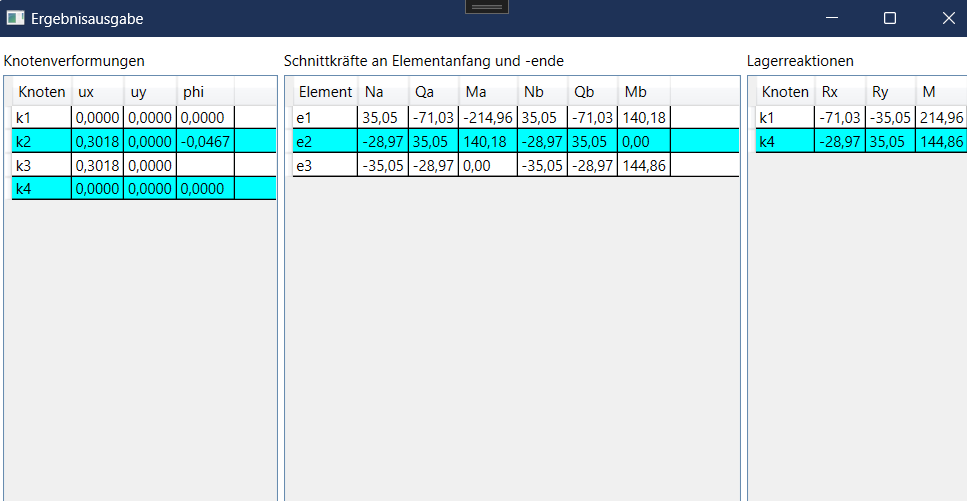 Ergebnisausgabe
Knotenverformungen
Knoten ux uy phi
k1 0,0000 0,0000 0,0000
k2 0,3018 0,0000 -0,0467
k3 0,3018 0,0000
k4 0,0000 0,0000 0,0000
Schnittkräfte an Elementanfang und -ende
Element Na Qa Ma Nb Qb Mb
e1 35,05 -71,03 -214,96 35,05 -71,03 140,18
e2 -28,97 35,05 140,18 -28,97 35,05 0,00
e3 -35,05 -28,97 0,00 -35,05 -28,97 144,86
Lagerreaktionen
Knoten Rx Ry M
k1 -71,03 -35,05 214,96
k4 -28,97 35,05 144,86